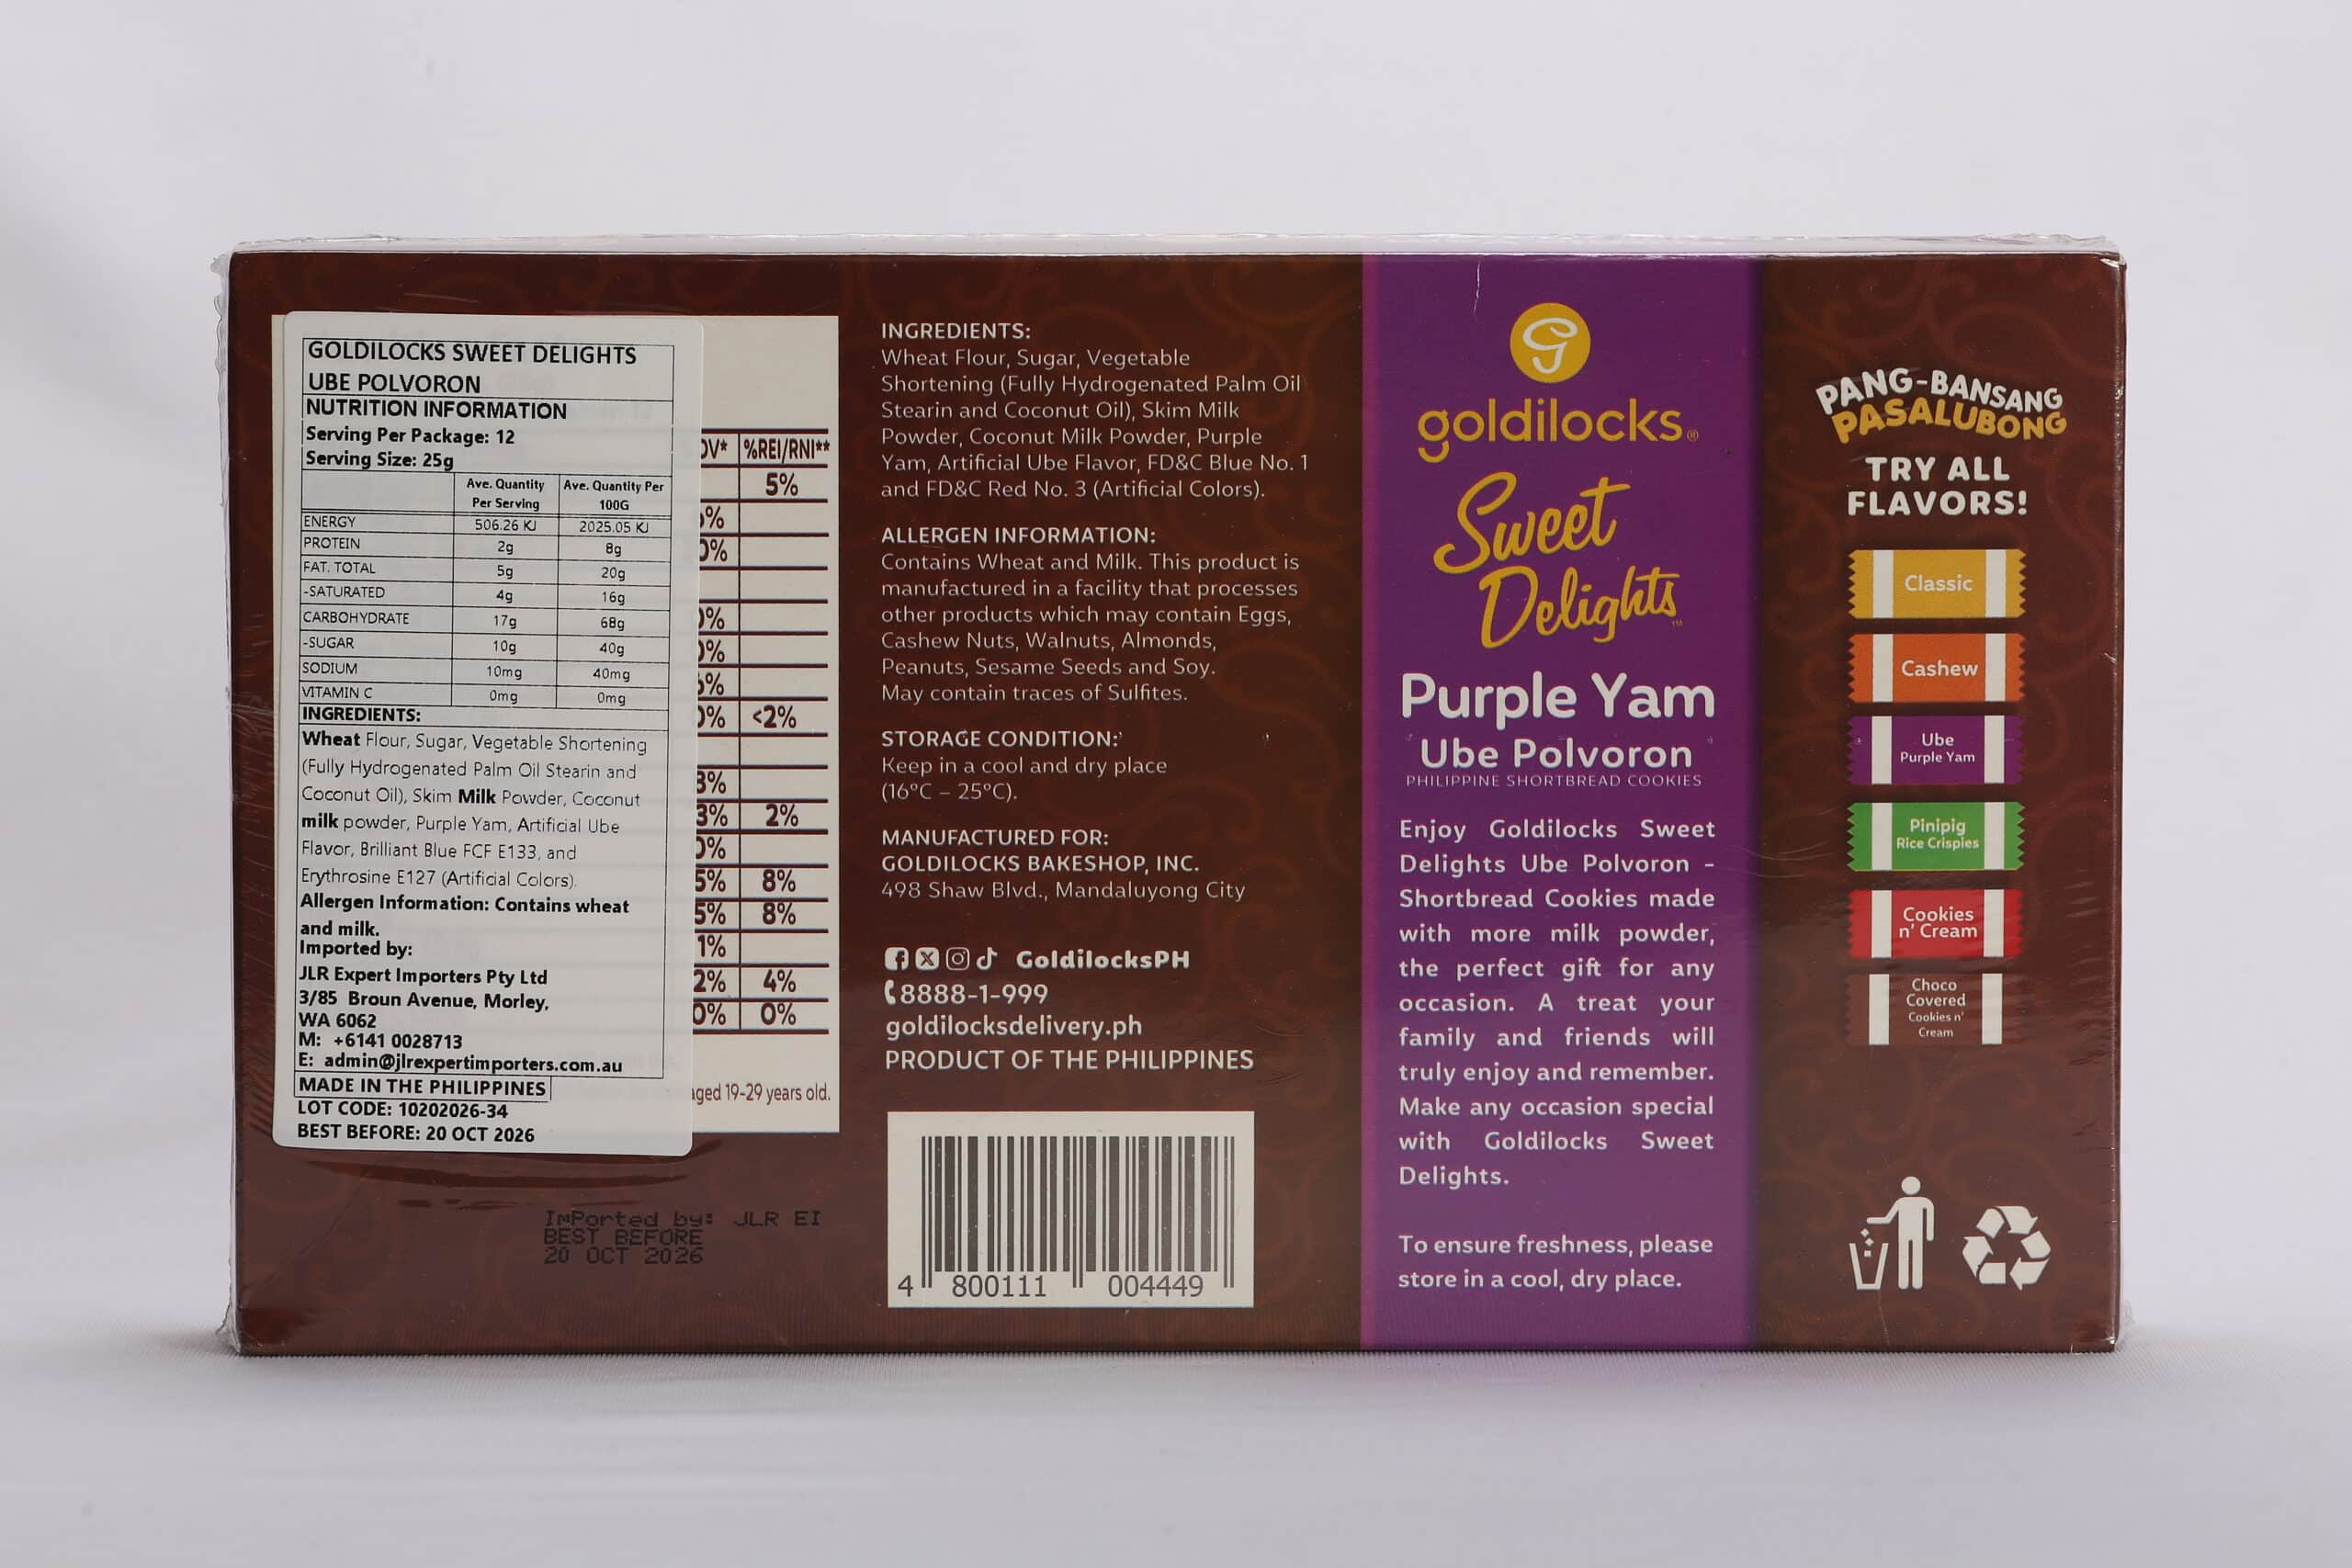 GOLDILOCKS SWEET DELIGHTS
UBE POLVORON
NUTRITION INFORMATION
Serving Per Package: 12
Serving Size: 25g
Ave. Quantity Per Serving Ave. Quantity Per 100G
ENERGY 506.26 KJ 2025.05 KJ
PROTEIN 2g 8g
FAT. TOTAL 5g 20g
-SATURATED 4g 16g
CARBOHYDRATE 17g 68g
-SUGAR 10g 40g
SODIUM 10mg 40mg
VITAMIN C 0mg 0mg
INGREDIENTS:
Wheat Flour, Sugar, Vegetable Shortening
(Fully Hydrogenated Palm Oil Stearin and
Coconut Oil), Skim Milk Powder, Coconut
milk powder, Purple Yam, Artificial Ube
Flavor, Brilliant Blue FCF E133, and
Erythrosine E127 (Artificial Colors).
Allergen Information: Contains wheat
and milk.
Imported by:
JLR Expert Importers Pty Ltd
3/85 Broun Avenue, Morley,
WA 6062
M: +6141 0028713
E: admin@jlrexpertimporters.com.au
MADE IN THE PHILIPPINES
LOT CODE: 10202026-34
BEST BEFORE: 20 OCT 2026
%REI/RNI**
5%
<2%
2%
8%
8%
1%
4%
0%
aged 19-29 years old.
ImPorted by: JLR EI
BEST BEFORE
20 OCT 2026
INGREDIENTS:
Wheat Flour, Sugar, Vegetable
Shortening (Fully Hydrogenated Palm Oil
Stearin and Coconut Oil), Skim Milk
Powder, Coconut Milk Powder, Purple
Yam, Artificial Ube Flavor, FD&C Blue No. 1
and FD&C Red No. 3 (Artificial Colors).
ALLERGEN INFORMATION:
Contains Wheat and Milk. This product is
manufactured in a facility that processes
other products which may contain Eggs,
Cashew Nuts, Walnuts, Almonds,
Peanuts, Sesame Seeds and Soy.
May contain traces of Sulfites.
STORAGE CONDITION:
Keep in a cool and dry place
(16°C – 25°C).
MANUFACTURED FOR:
GOLDILOCKS BAKESHOP, INC.
498 Shaw Blvd., Mandaluyong City
GoldilocksPH
8888-1-999
goldilocksdelivery.ph
PRODUCT OF THE PHILIPPINES
4 800111 004449
goldilocks®
Sweet
Delights™
Purple Yam
Ube Polvoron
PHILIPPINE SHORTBREAD COOKIES
Enjoy Goldilocks Sweet
Delights Ube Polvoron -
Shortbread Cookies made
with more milk powder,
the perfect gift for any
occasion. A treat your
family and friends will
truly enjoy and remember.
Make any occasion special
with Goldilocks Sweet
Delights.
To ensure freshness, please
store in a cool, dry place.
PANG-BANSANG
PASALUBONG
TRY ALL
FLAVORS!
Classic
Cashew
Ube
Purple Yam
Pinipig
Rice Crispies
Cookies
n' Cream
Choco
Covered
Cookies n'
Cream